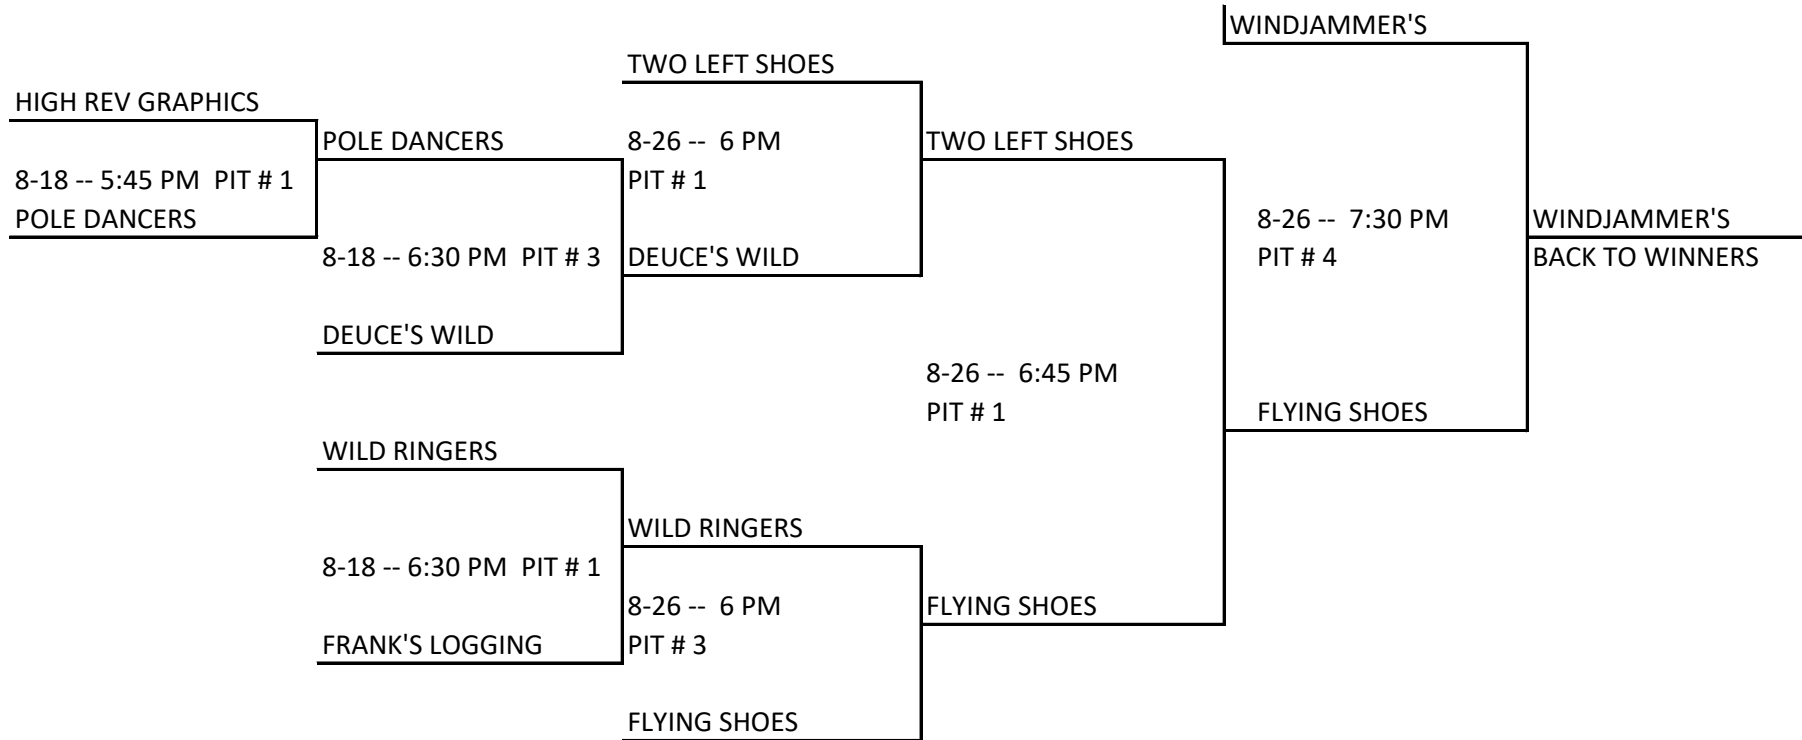 WINDJAMMER'S
TWO LEFT SHOES
HIGH REV GRAPHICS
POLE DANCERS
8-26 -- 6 PM
TWO LEFT SHOES
8-18 -- 5:45 PM PIT # 1
PIT # 1
POLE DANCERS
8-26 -- 7:30 PM
WINDJAMMER'S
8-18 -- 6:30 PM PIT # 3
DEUCE'S WILD
PIT # 4
BACK TO WINNERS
DEUCE'S WILD
8-26 -- 6:45 PM
PIT # 1
FLYING SHOES
WILD RINGERS
WILD RINGERS
8-18 -- 6:30 PM PIT # 1
8-26 -- 6 PM
FLYING SHOES
FRANK'S LOGGING
PIT # 3
FLYING SHOES